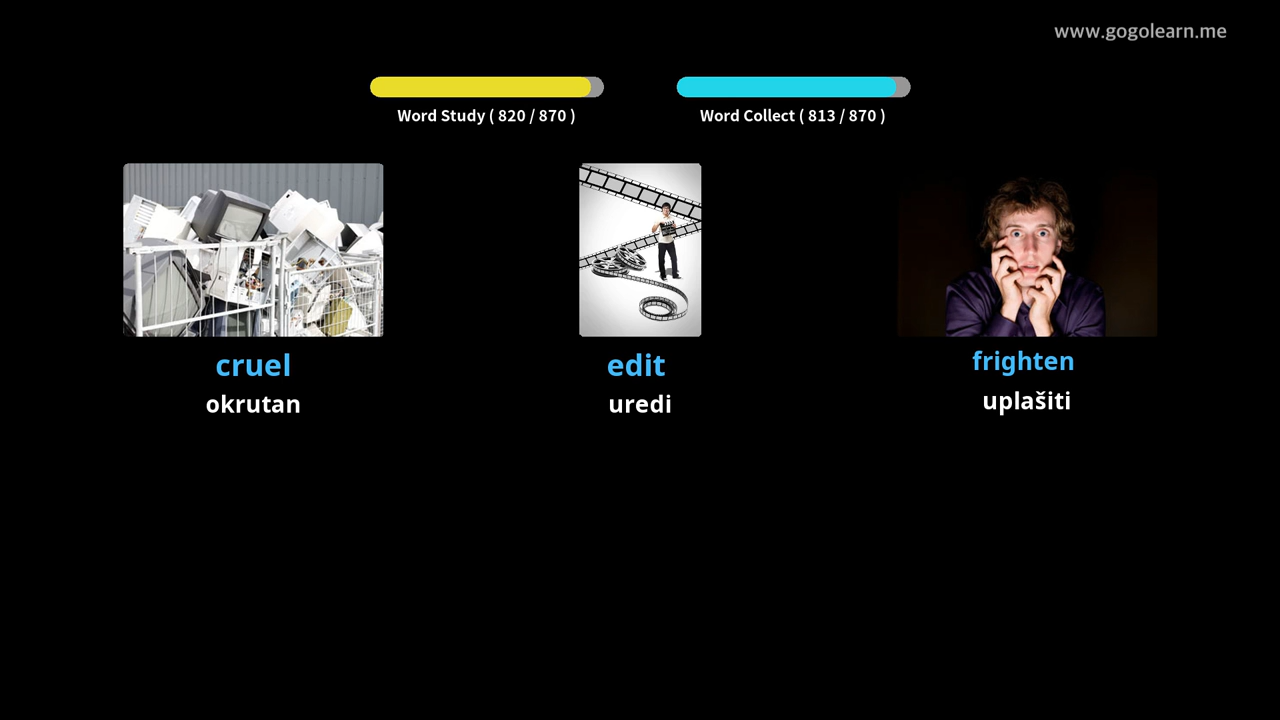 www.gogolearn.me
Word Study ( 820 / 870 )
Word Collect ( 813 / 870 )
cruel
okrutan
edit
uredi
frighten
uplašiti